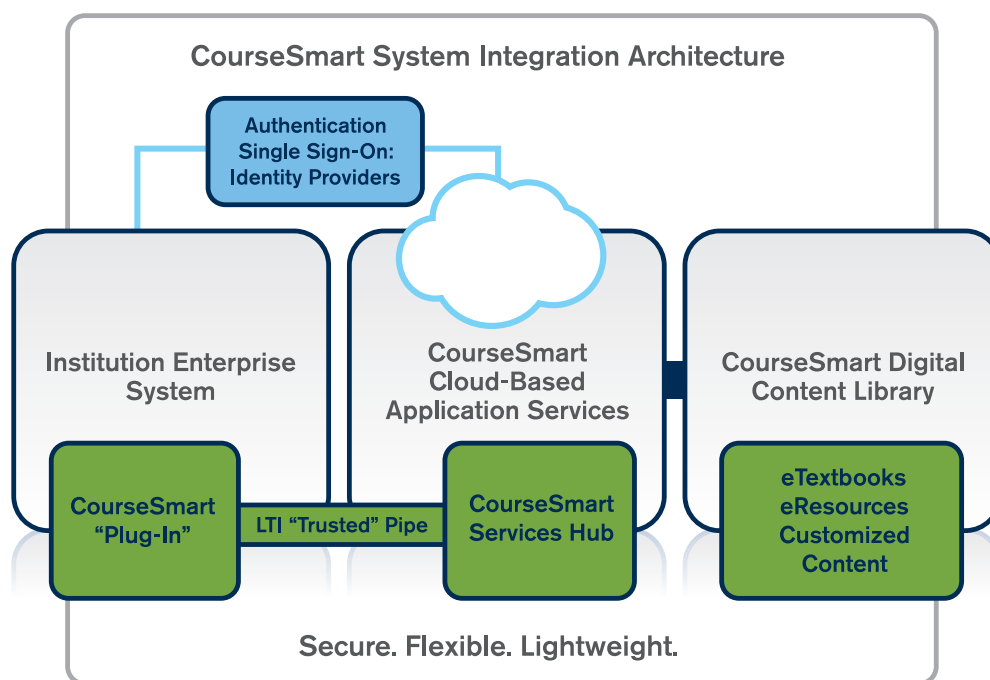 CourseSmart System Integration Architecture
Authentication
Single Sign-On:
Identity Providers
Institution Enterprise
System
CourseSmart
Cloud-Based
Application Services
CourseSmart Digital
Content Library
CourseSmart
“Plug-In”
LTI “Trusted” Pipe
CourseSmart
Services Hub
eTextbooks
eResources
Customized
Content
Secure. Flexible. Lightweight.